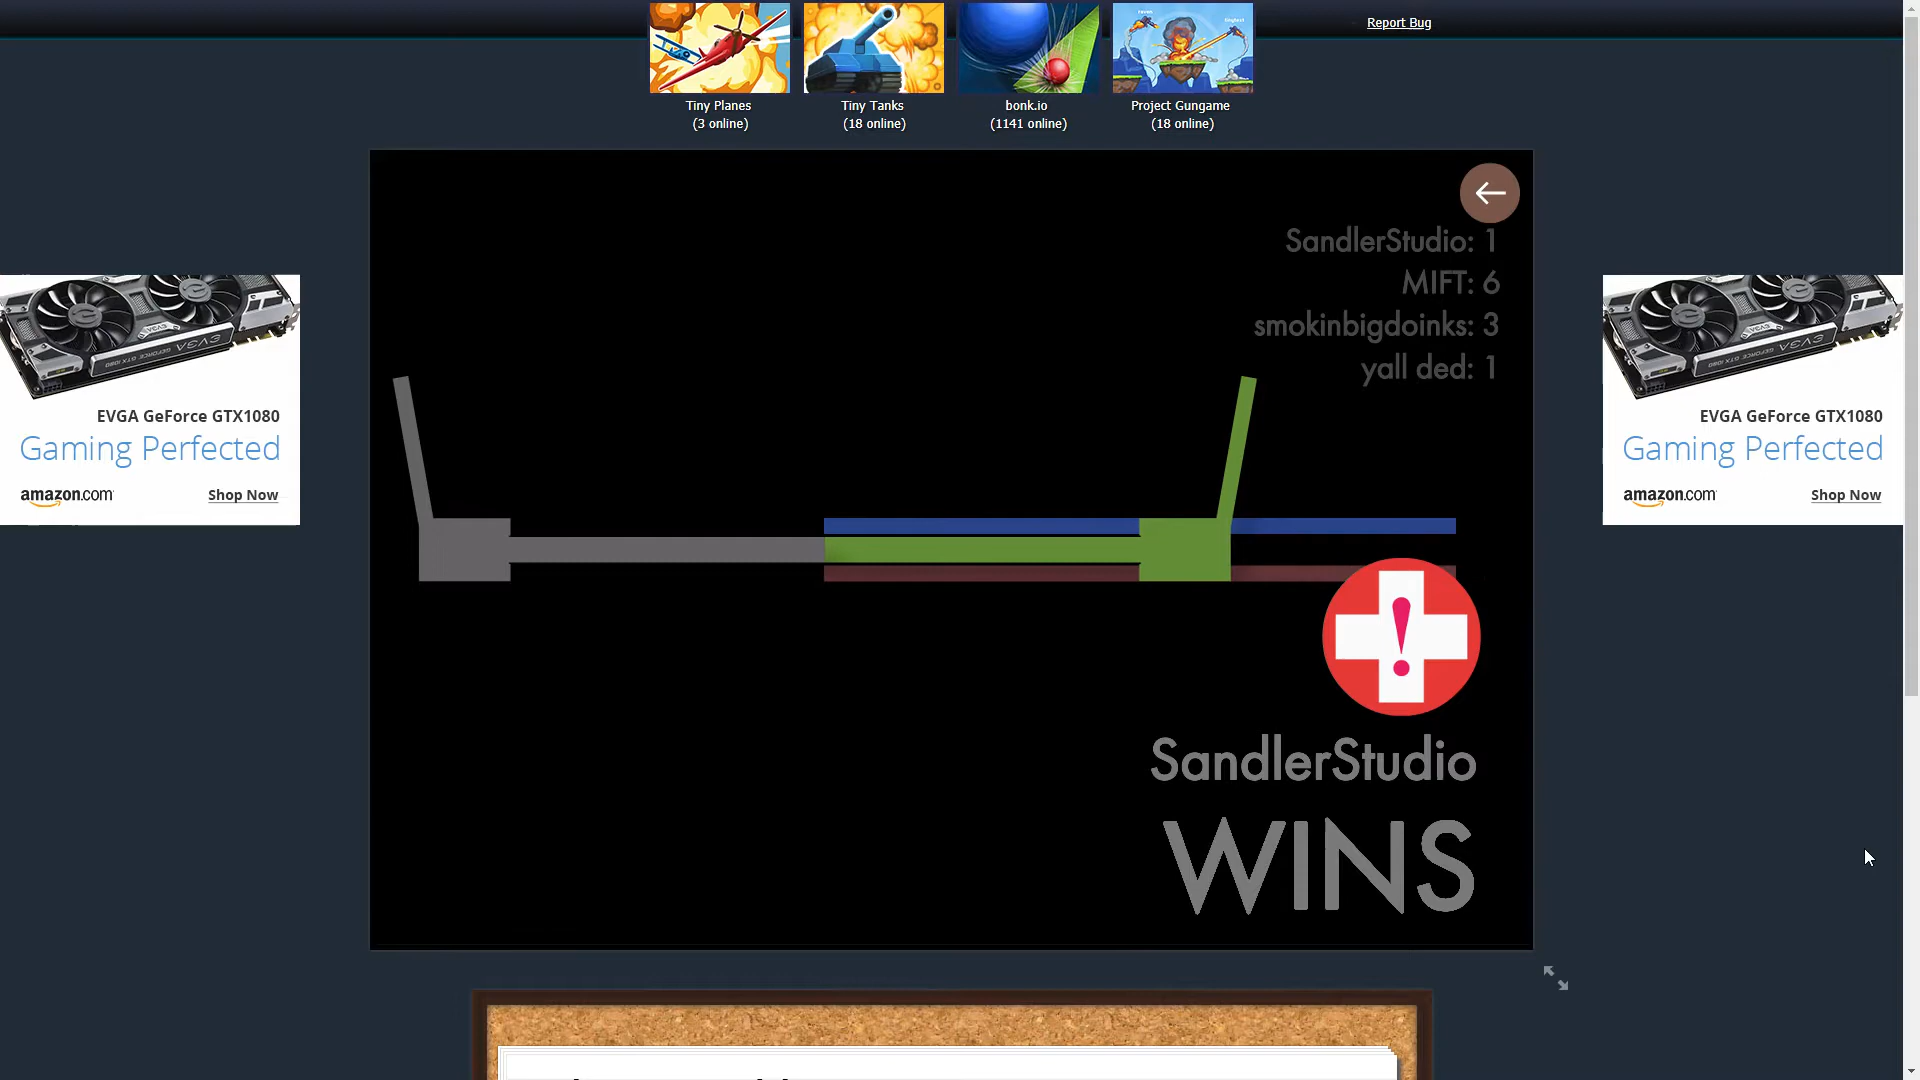 Report Bug
Tiny Planes
(3 online)
Tiny Tanks
(18 online)
bonk.io
(1141 online)
Project Gungame
(18 online)
SandlerStudio: 1
MIFT: 6
smokinbigdoinks: 3
yall ded: 1
EVGA GeForce GTX1080
Gaming Perfected
amazon.com
Shop Now
EVGA GeForce GTX1080
Gaming Perfected
amazon.com
Shop Now
!
SandlerStudio
WINS